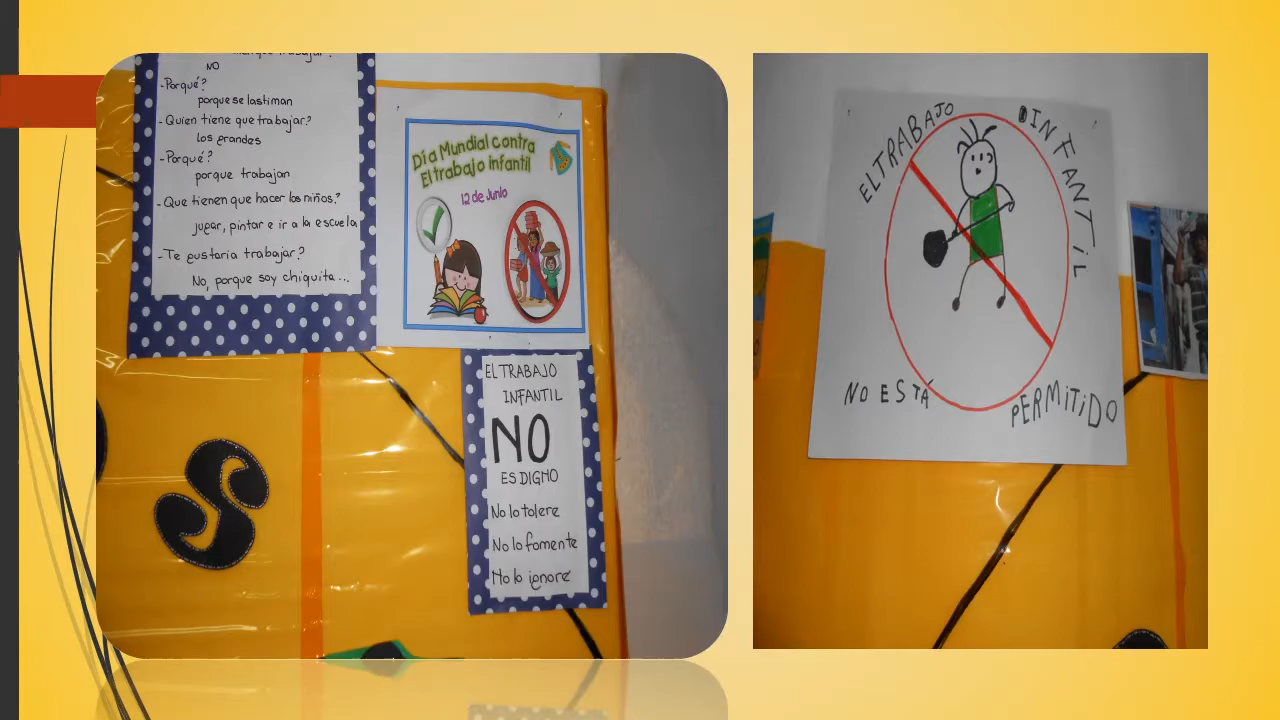 NO
-Porqué?
porque se lastiman
-Quíen tíene que trabajar?
Los grandes
-Porqué?
porque trabajan
-Que tienen que hacer los niños?
jugar, pintar e ir a la escuela
-Te gustaría trabajar?
No, porque soy chiquita...
Día Mundial contra
El trabajo Infantil
12 de Junio
EL TRABAJO
INFANTIL
NO
ES DIGNO
No lo tolere
No lo fomente
No lo ignore
EL TRABAJO INFANTIL
NO ESTÁ PERMITIDO